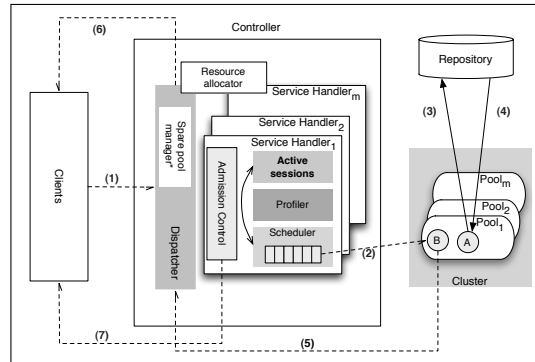 (6)
Controller
Resource
allocator
Service Handler m
Service Handler 2
Service Handler 1
Spare pool
manager*
Dispatcher
Admission Control
Active
sessions
Profiler
Scheduler
Clients
(1)
(2)
(3)
(4)
Repository
Pool m
Pool 2
Pool 1
B
A
Cluster
(5)
(7)